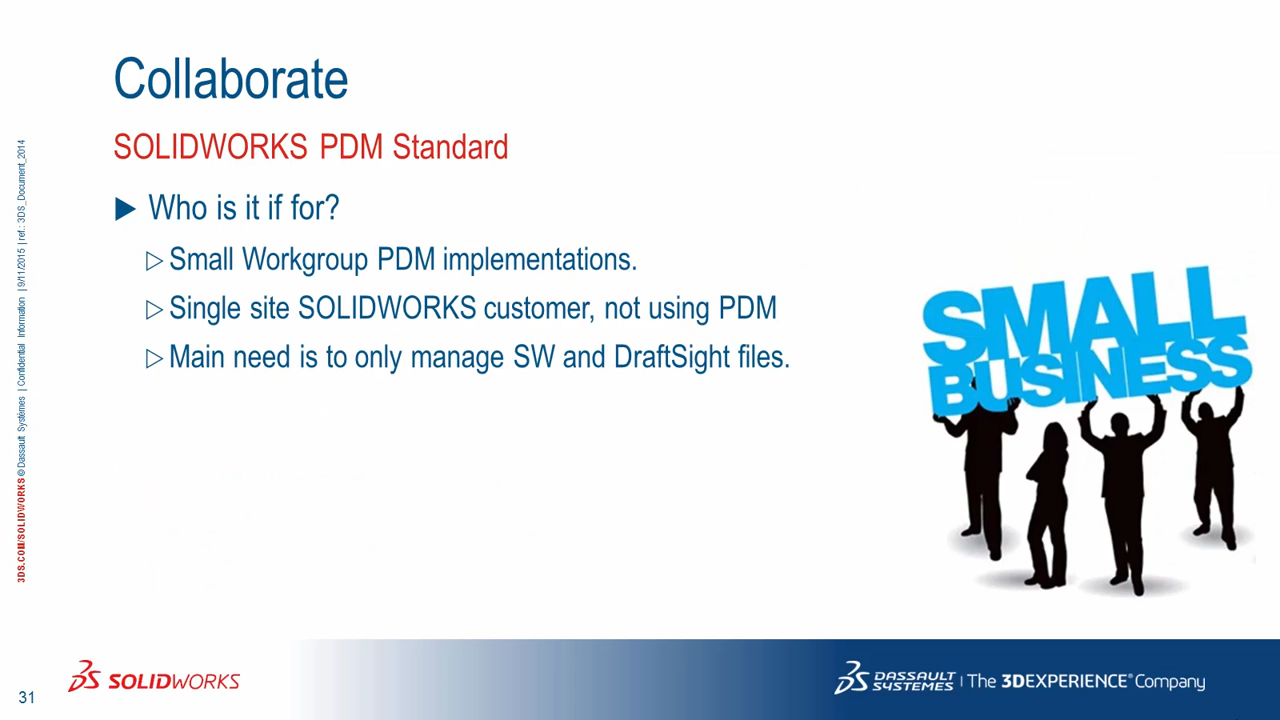 Collaborate
SOLIDWORKS PDM Standard
Who is it if for?
Small Workgroup PDM implementations.
Single site SOLIDWORKS customer, not using PDM
Main need is to only manage SW and DraftSight files.
SMALL
BUSINESS
3DS.COM/SOLIDWORKS © Dassault Systèmes | Confidential Information | 9/11/2015 | ref.: 3DS_Document_2014
31
SOLIDWORKS
DASSAULT SYSTEMES | The 3DEXPERIENCE® Company